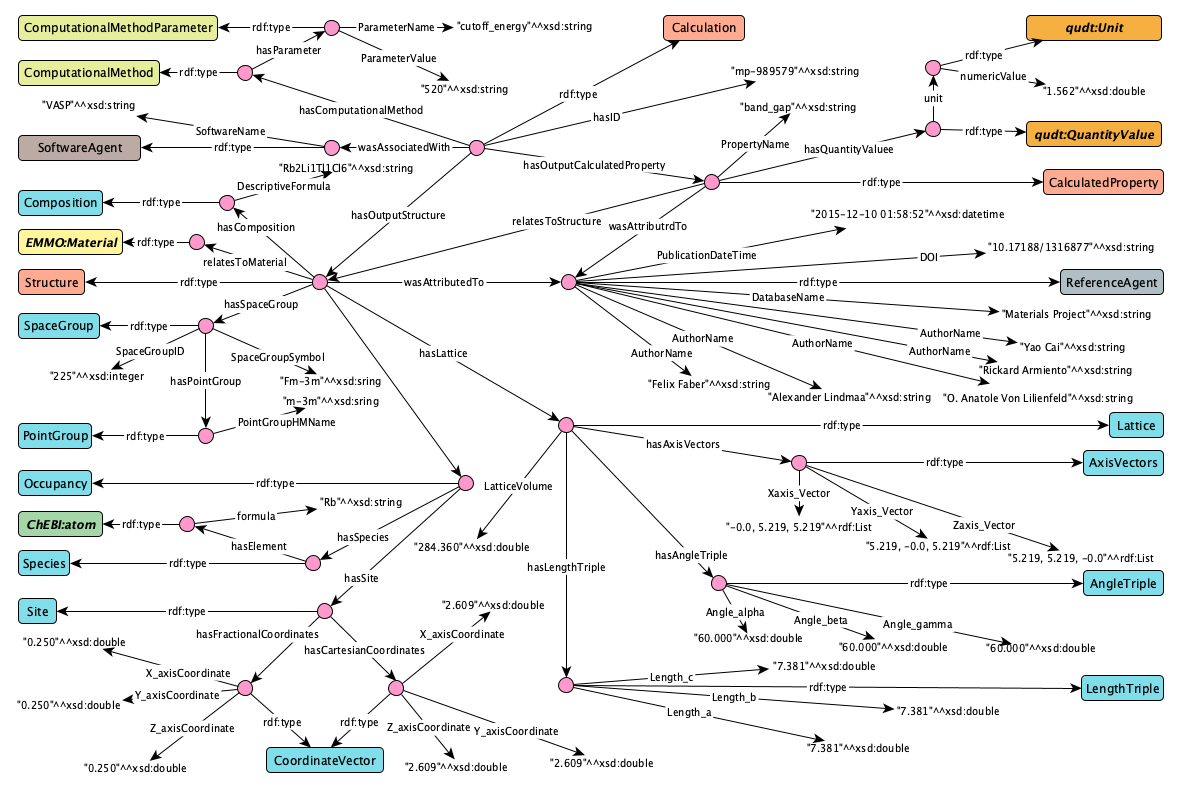 ComputationalMethodParameter
rdf:type
ParameterName
"cutoff_energy"^^xsd:string
Calculation
qudt:Unit
hasParameter
ParameterValue
rdf:type
ComputationalMethod
rdf:type
"mp-989579"^^xsd:string
numericValue
"520"^^xsd:string
rdf:type
"1.562"^^xsd:double
unit
"VASP"^^xsd:string
hasComputationalMethod
hasID
"band_gap"^^xsd:string
SoftwareName
PropertyName
SoftwareAgent
rdf:type
wasAssociatedWith
hasQuantityValuee
rdf:type
qudt:QuantityValue
"Rb2Li1Tl1Cl6"^^xsd:string
hasOutputCalculatedProperty
DescriptiveFormula
rdf:type
CalculatedProperty
Composition
rdf:type
hasOutputStructure
relatesToStructure
"2015-12-10 01:58:52"^^xsd:datetime
hasComposition
wasAttributrdTo
EMMO:Material
rdf:type
"10.17188/1316877"^^xsd:string
relatesToMaterial
PublicationDateTime
DOI
Structure
rdf:type
wasAttributedTo
rdf:type
ReferenceAgent
hasSpaceGroup
DatabaseName
"Materials Project"^^xsd:string
SpaceGroup
rdf:type
AuthorName
AuthorName
AuthorName
"Yao Cai"^^xsd:string
SpaceGroupID
SpaceGroupSymbol
hasLattice
AuthorName
AuthorName
"225"^^xsd:integer
hasPointGroup
"Fm-3m"^^xsd:sring
"Rickard Armiento"^^xsd:string
"Felix Faber"^^xsd:string
"m-3m"^^xsd:sring
"Alexander Lindmaa"^^xsd:string
"O. Anatole Von Lilienfeld"^^xsd:string
PointGroupHMName
PointGroup
rdf:type
rdf:type
Lattice
hasAxisVectors
rdf:type
AxisVectors
Occupancy
rdf:type
LatticeVolume
Xaxis_Vector
"Rb"^^xsd:string
Yaxis_Vector
formula
ChEBI:atom
rdf:type
"-0.0, 5.219, 5.219"^^rdf:List
Zaxis_Vector
hasSpecies
hasElement
"284.360"^^xsd:double
"5.219, -0.0, 5.219"^^rdf:List
"5.219, 5.219, -0.0"^^rdf:List
Species
rdf:type
hasLengthTriple
hasAngleTriple
hasSite
rdf:type
AngleTriple
Site
rdf:type
"2.609"^^xsd:double
Angle_alpha
Angle_beta
Angle_gamma
hasFractionalCoordinates
X_axisCoordinate
"60.000"^^xsd:double
"0.250"^^xsd:double
hasCartesianCoordinates
"60.000"^^xsd:double
"60.000"^^xsd:double
X_axisCoordinate
"7.381"^^xsd:double
Length_c
rdf:type
LengthTriple
Y_axisCoordinate
Length_b
"0.250"^^xsd:double
Length_a
"7.381"^^xsd:double
Z_axisCoordinate
rdf:type
rdf:type
Z_axisCoordinate
Y_axisCoordinate
"7.381"^^xsd:double
CoordinateVector
"0.250"^^xsd:double
"2.609"^^xsd:double
"2.609"^^xsd:double